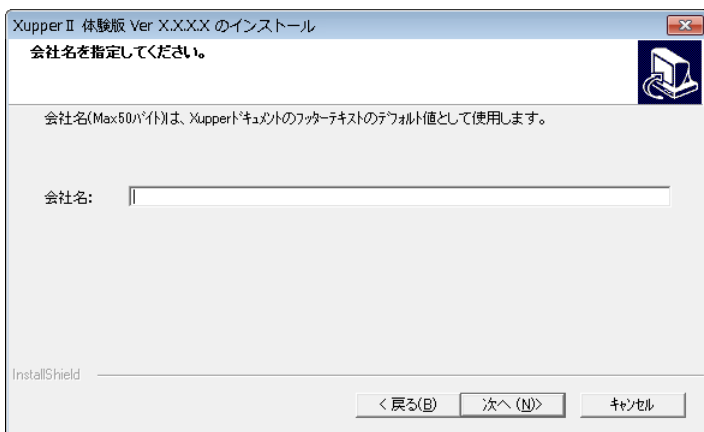 XupperⅡ 体験版 Ver X.X.X.X のインストール
会社名を指定してください。
会社名(Max50ﾊﾞｲﾄ)は、Xupperﾄﾞｷｭﾒﾝﾄのﾌｯﾀｰﾃｷｽﾄのﾃﾞﾌｫﾙﾄ値として使用します。
会社名:
InstallShield
< 戻る(B)
次へ (N)>
ｷｬﾝｾﾙ